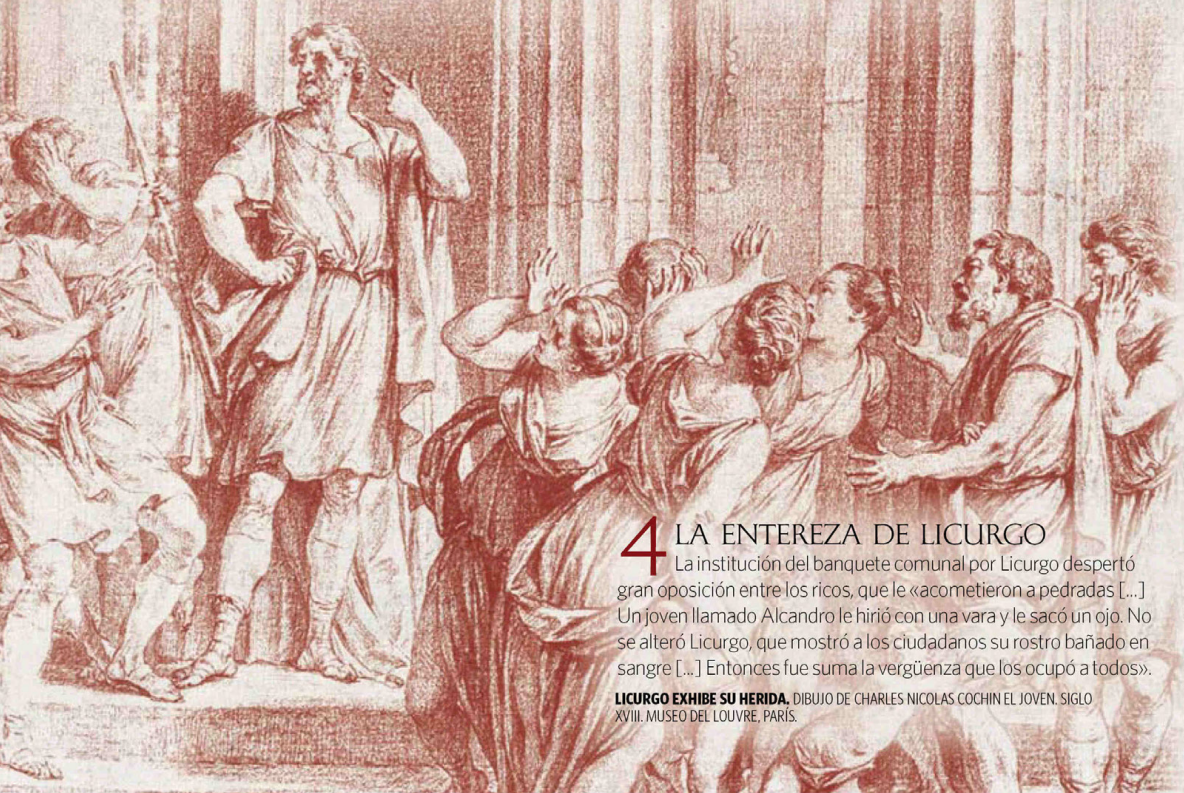 4 LA ENTEREZA DE LICURGO
La institución del banquete comunal por Licurgo despertó
gran oposición entre los ricos, que le «acometieron a pedradas [...]
Un joven llamado Alcandro le hirió con una vara y le sacó un ojo. No
se alteró Licurgo, que mostró a los ciudadanos su rostro bañado en
sangre [...] Entonces fue suma la vergüenza que los ocupó a todos».
LICURGO EXHIBE SU HERIDA. DIBUJO DE CHARLES NICOLAS COCHIN EL JOVEN. SIGLO
XVIII. MUSEO DEL LOUVRE, PARÍS.